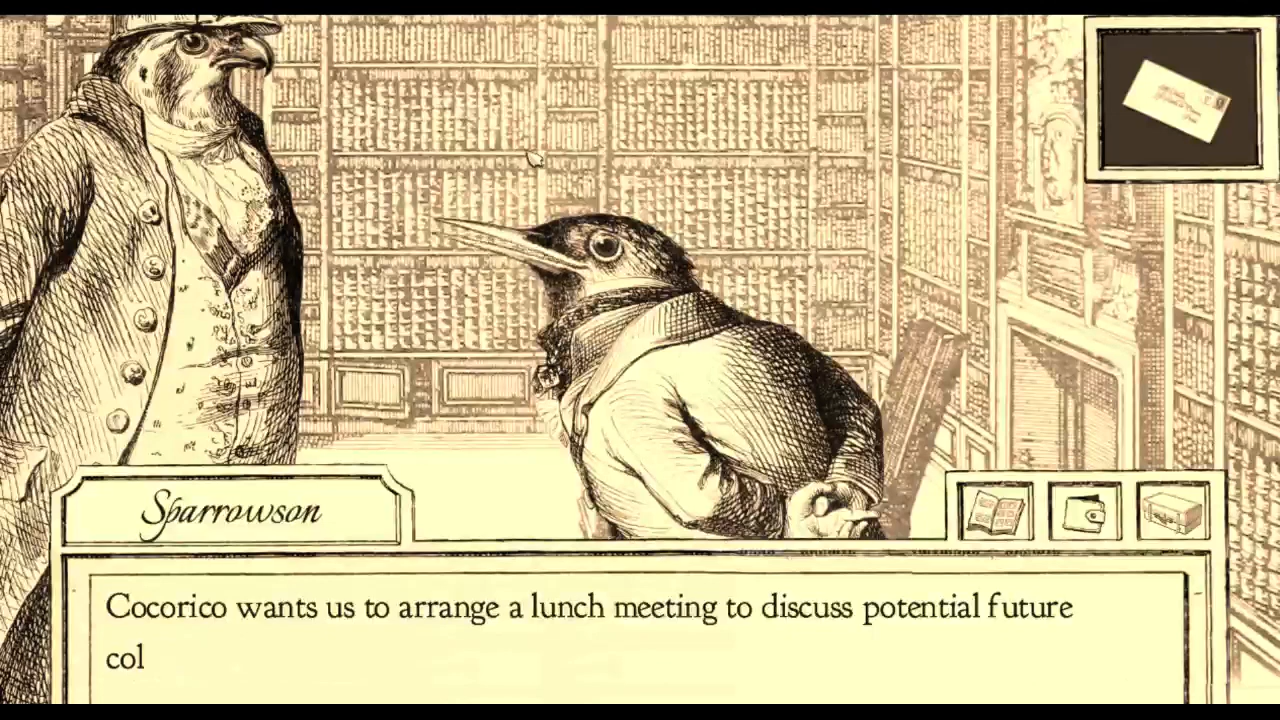 Sparrowson
Cocorico wants us to arrange a lunch meeting to discuss potential future
col